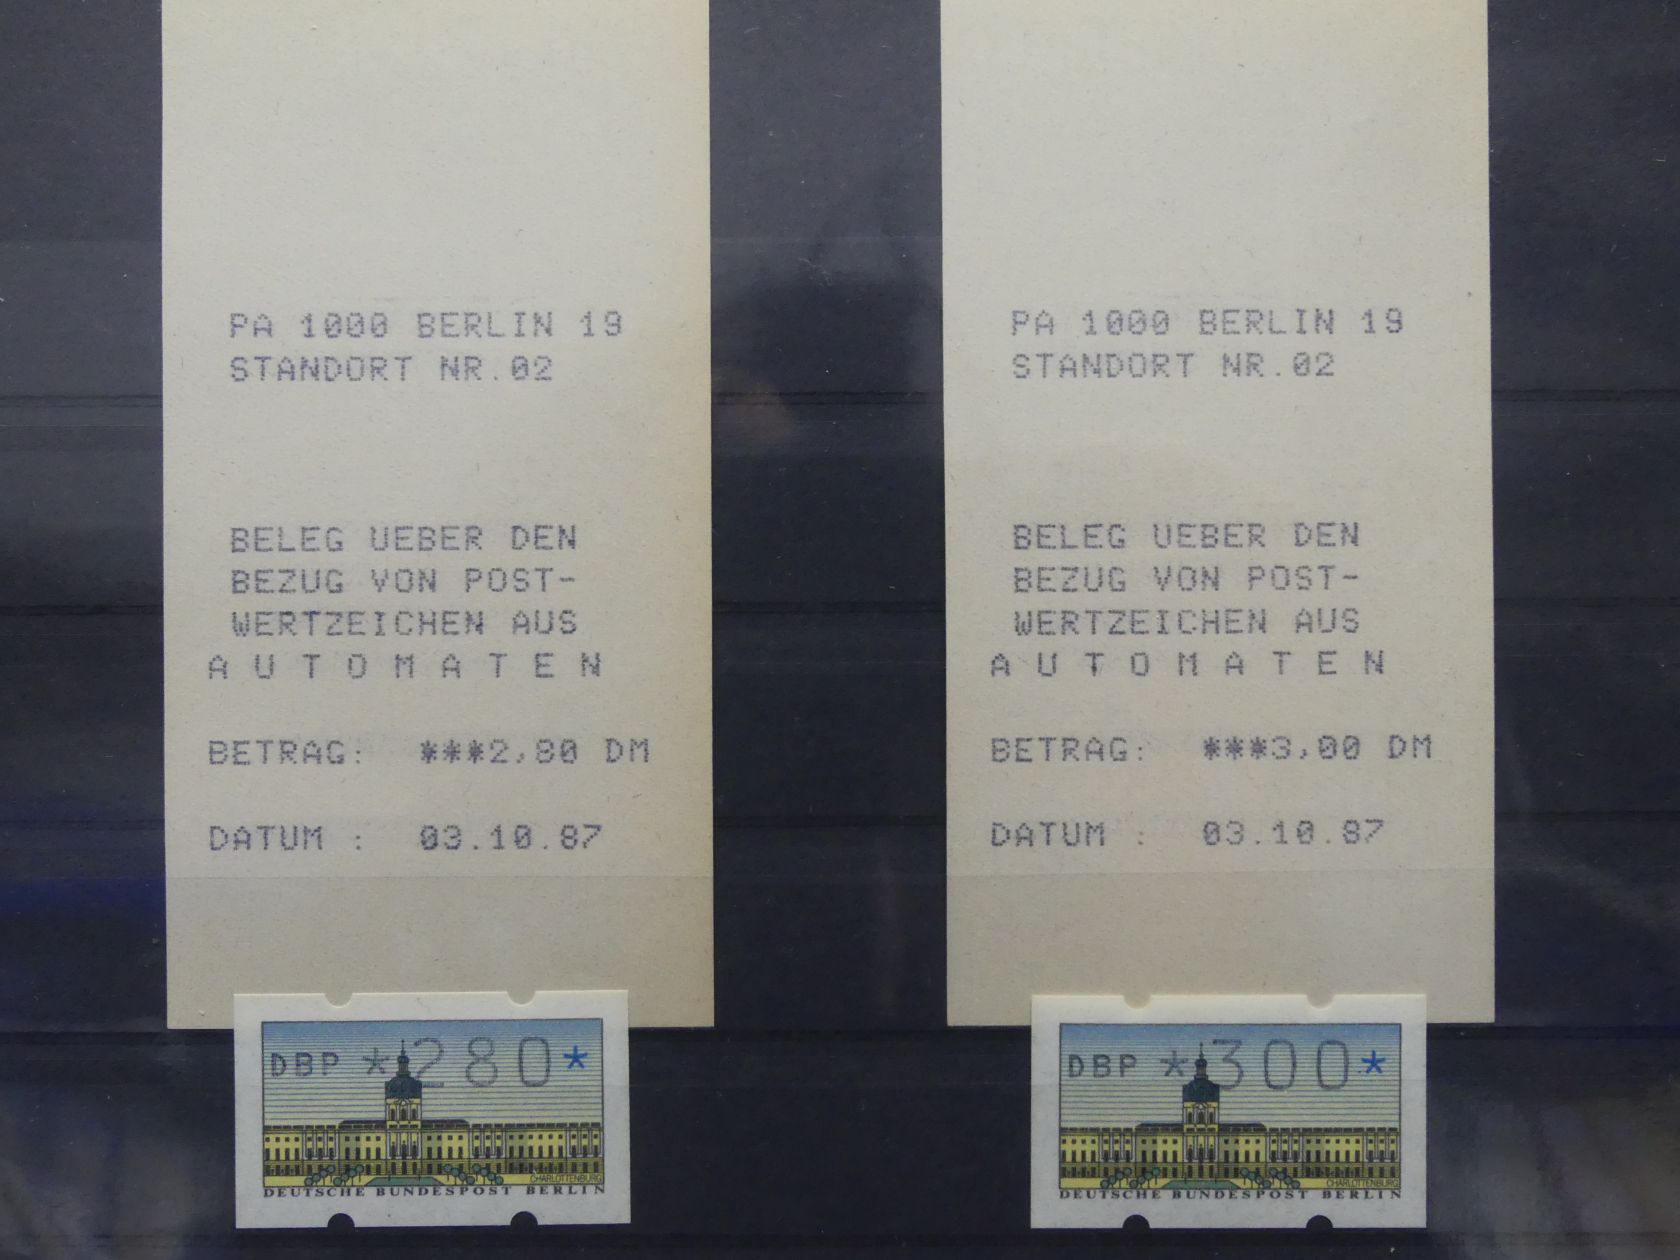 PA 1000 BERLIN 19
STANDORT NR.02
BELEG UEBER DEN
BEZUG VON POST-
WERTZEICHEN AUS
A U T O M A T E N
BETRAG: ***2,80 DM
DATUM : 03.10.87
DBP *280*
CHARLOTTENBURG
DEUTSCHE BUNDESPOST BERLIN
PA 1000 BERLIN 19
STANDORT NR.02
BELEG UEBER DEN
BEZUG VON POST-
WERTZEICHEN AUS
A U T O M A T E N
BETRAG: ***3,00 DM
DATUM : 03.10.87
DBP *300*
CHARLOTTENBURG
DEUTSCHE BUNDESPOST BERLIN